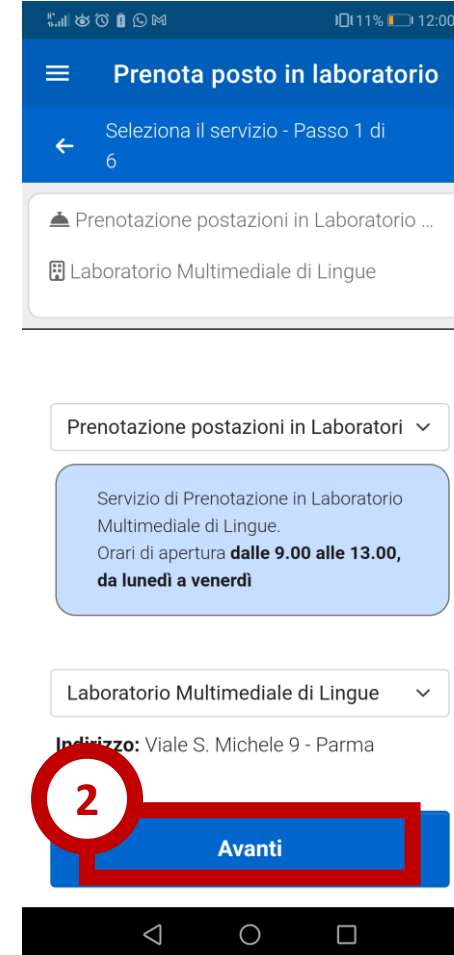 11% 12:00
Prenota posto in laboratorio
Seleziona il servizio - Passo 1 di
6
Prenotazione postazioni in Laboratorio ...
Laboratorio Multimediale di Lingue
Prenotazione postazioni in Laboratori
Servizio di Prenotazione in Laboratorio
Multimediale di Lingue.
Orari di apertura dalle 9.00 alle 13.00,
da lunedì a venerdì
Laboratorio Multimediale di Lingue
Indirizzo: Viale S. Michele 9 - Parma
2
Avanti